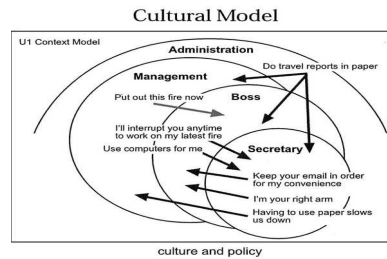 Cultural Model
U1 Context Model
Administration
Do travel reports in paper
Management
Boss
Put out this fire now
I'll interrupt you anytime
to work on my latest fire
Use computers for me
Secretary
Keep your email in order
for my convenience
I'm your right arm
Having to use paper slows
us down
culture and policy